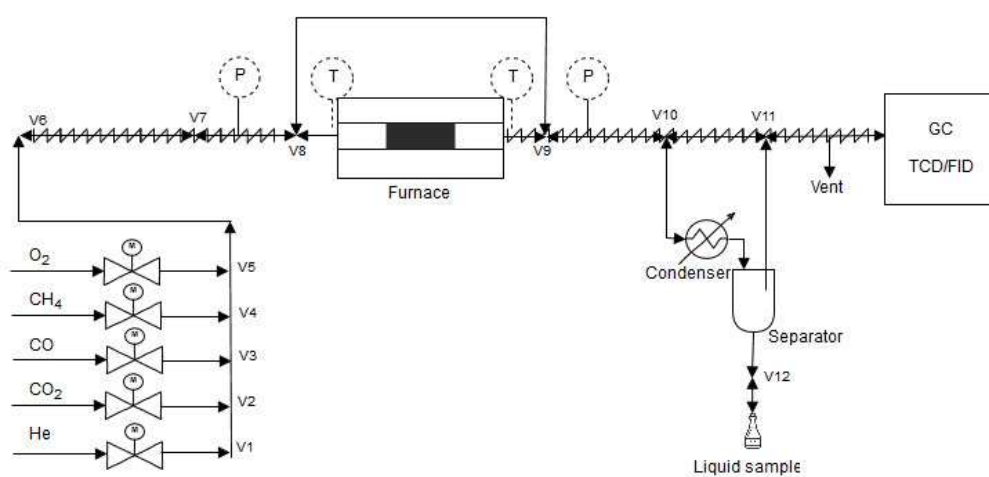 P
T
T
P
V6
V7
V8
V9
V10
V11
GC
TCD/FID
Furnace
Vent
M
O₂
V5
M
CH₄
V4
M
CO
V3
M
CO₂
V2
M
He
V1
Condenser
Separator
V12
Liquid sample